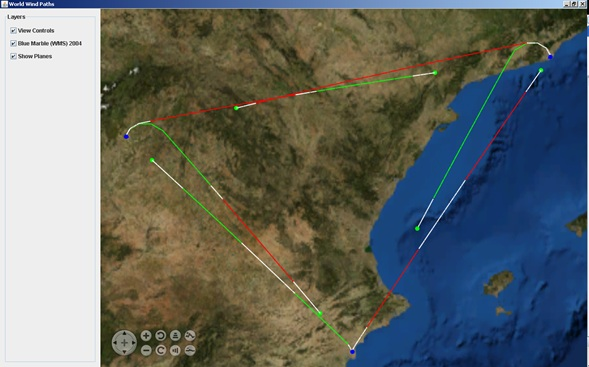 World Wind Paths
Layers
View Controls
Blue Marble (WMS) 2004
Show Planes